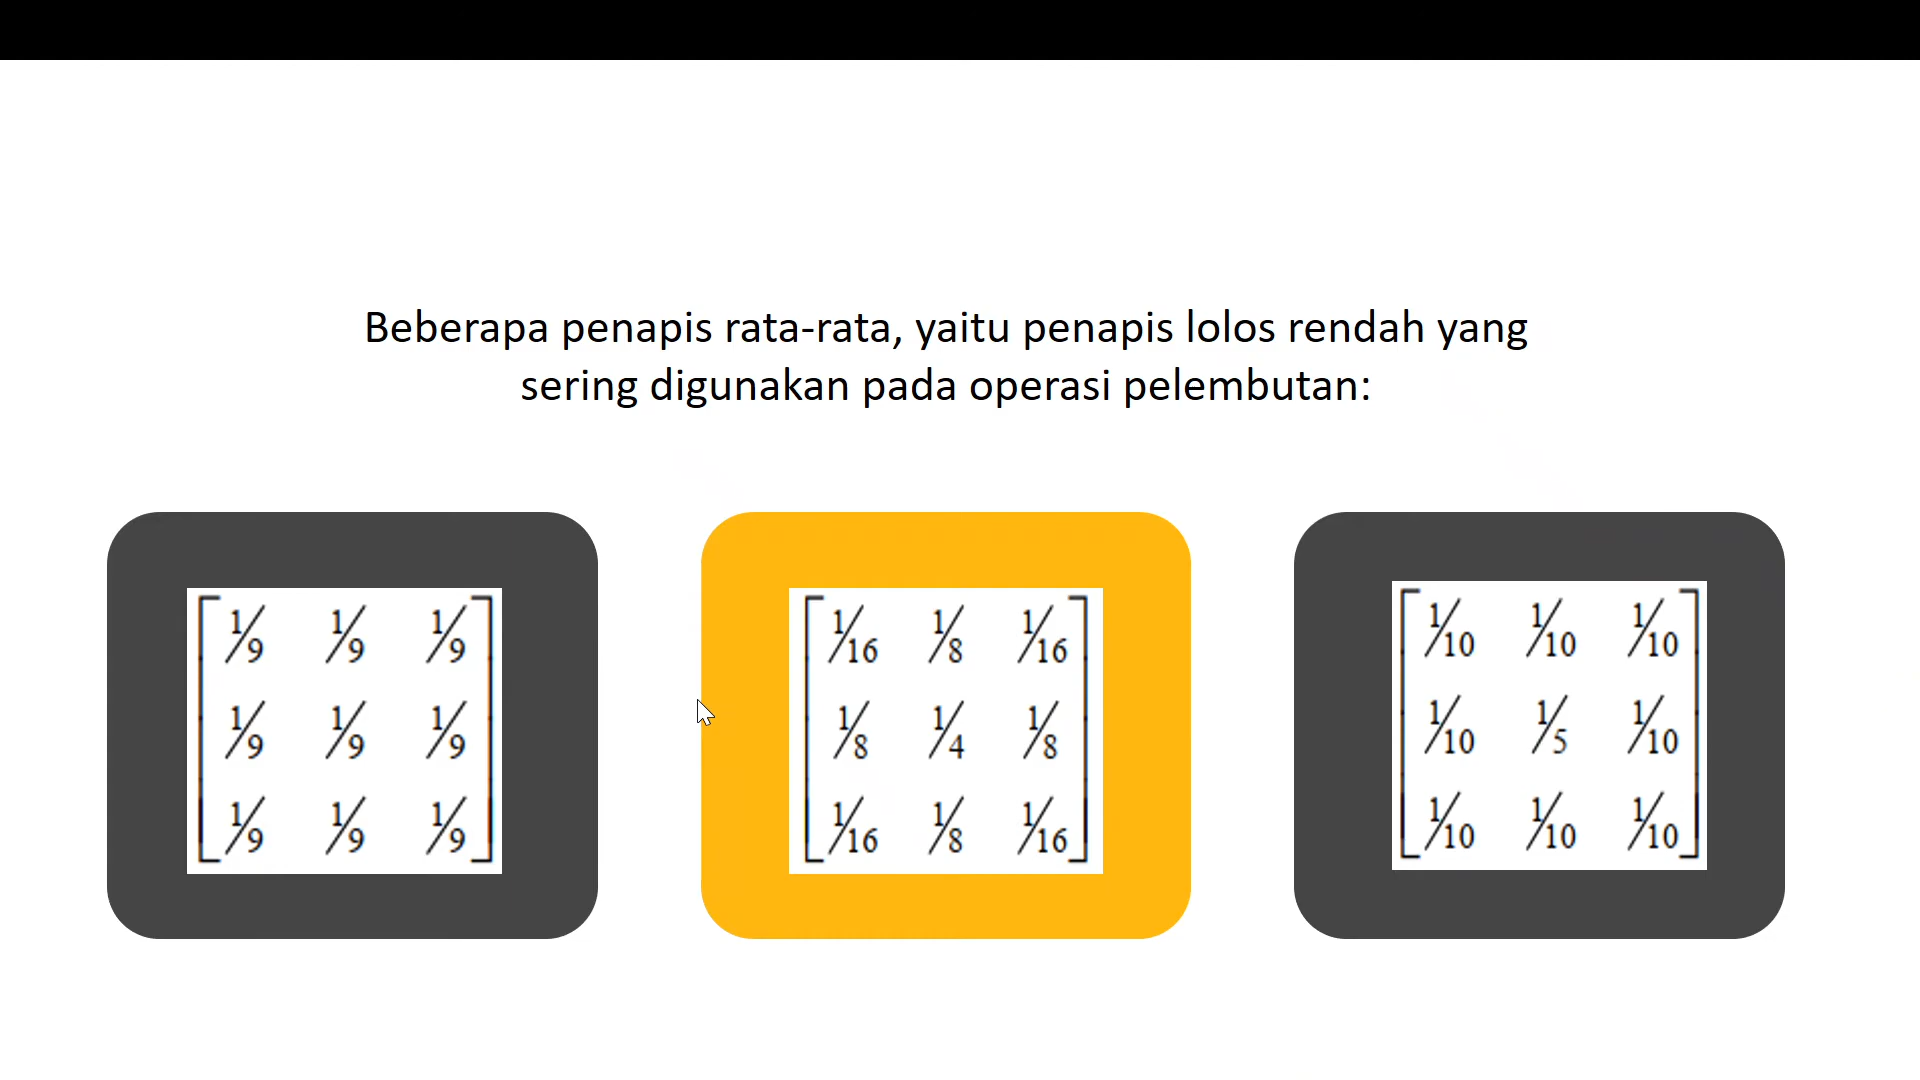 Beberapa penapis rata-rata, yaitu penapis lolos rendah yang
sering digunakan pada operasi pelembutan:
1/9 1/9 1/9
1/9 1/9 1/9
1/9 1/9 1/9
1/16 1/8 1/16
1/8 1/4 1/8
1/16 1/8 1/16
1/10 1/10 1/10
1/10 1/5 1/10
1/10 1/10 1/10